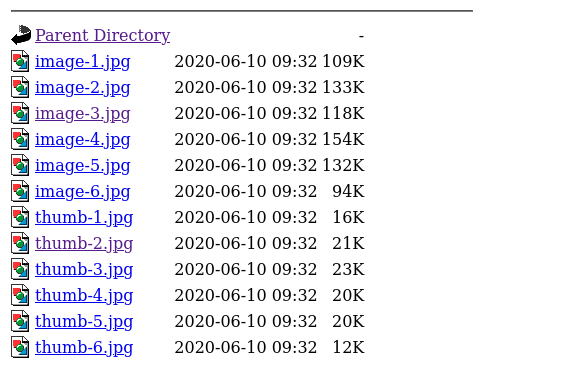 Parent Directory -
image-1.jpg 2020-06-10 09:32 109K
image-2.jpg 2020-06-10 09:32 133K
image-3.jpg 2020-06-10 09:32 118K
image-4.jpg 2020-06-10 09:32 154K
image-5.jpg 2020-06-10 09:32 132K
image-6.jpg 2020-06-10 09:32 94K
thumb-1.jpg 2020-06-10 09:32 16K
thumb-2.jpg 2020-06-10 09:32 21K
thumb-3.jpg 2020-06-10 09:32 23K
thumb-4.jpg 2020-06-10 09:32 20K
thumb-5.jpg 2020-06-10 09:32 20K
thumb-6.jpg 2020-06-10 09:32 12K